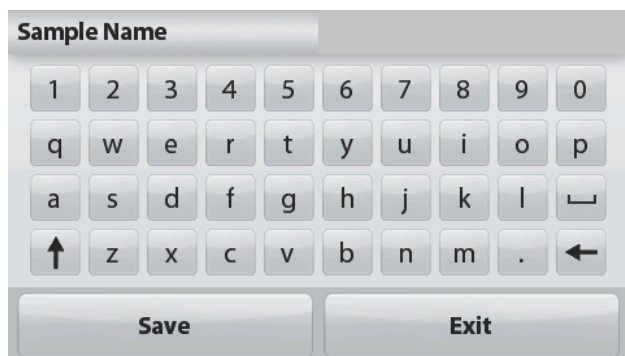 Sample Name
1 2 3 4 5 6 7 8 9 0
q w e r t y u i o p
a s d f g h j k l
z x c v b n m .
Save Exit